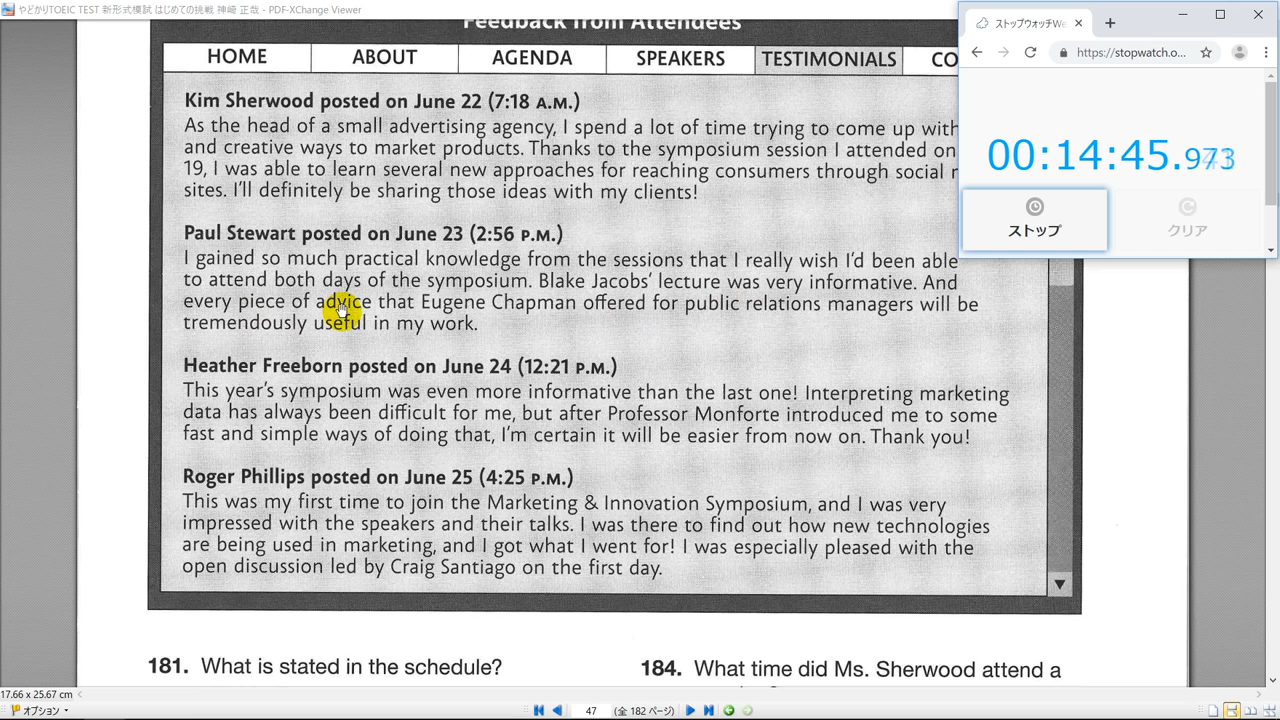 やどかりTOEIC TEST 新形式模試 はじめての挑戦 神﨑 正哉 - PDF-XChange Viewer
ストップウォッチWe
https://stopwatch.o...
00:14:45.973
ストップ
クリア
Feedback from Attendees
HOME ABOUT AGENDA SPEAKERS TESTIMONIALS CO
Kim Sherwood posted on June 22 (7:18 A.M.)
As the head of a small advertising agency, I spend a lot of time trying to come up with
and creative ways to market products. Thanks to the symposium session I attended on
19, I was able to learn several new approaches for reaching consumers through social
sites. I'll definitely be sharing those ideas with my clients!
Paul Stewart posted on June 23 (2:56 P.M.)
I gained so much practical knowledge from the sessions that I really wish I'd been able
to attend both days of the symposium. Blake Jacobs' lecture was very informative. And
every piece of advice that Eugene Chapman offered for public relations managers will be
tremendously useful in my work.
Heather Freeborn posted on June 24 (12:21 P.M.)
This year's symposium was even more informative than the last one! Interpreting marketing
data has always been difficult for me, but after Professor Monforte introduced me to some
fast and simple ways of doing that, I'm certain it will be easier from now on. Thank you!
Roger Phillips posted on June 25 (4:25 P.M.)
This was my first time to join the Marketing & Innovation Symposium, and I was very
impressed with the speakers and their talks. I was there to find out how new technologies
are being used in marketing, and I got what I went for! I was especially pleased with the
open discussion led by Craig Santiago on the first day.
181. What is stated in the schedule?
184. What time did Ms. Sherwood attend a
17.66 x 25.67 cm
オプション
47 (全 182 ページ)